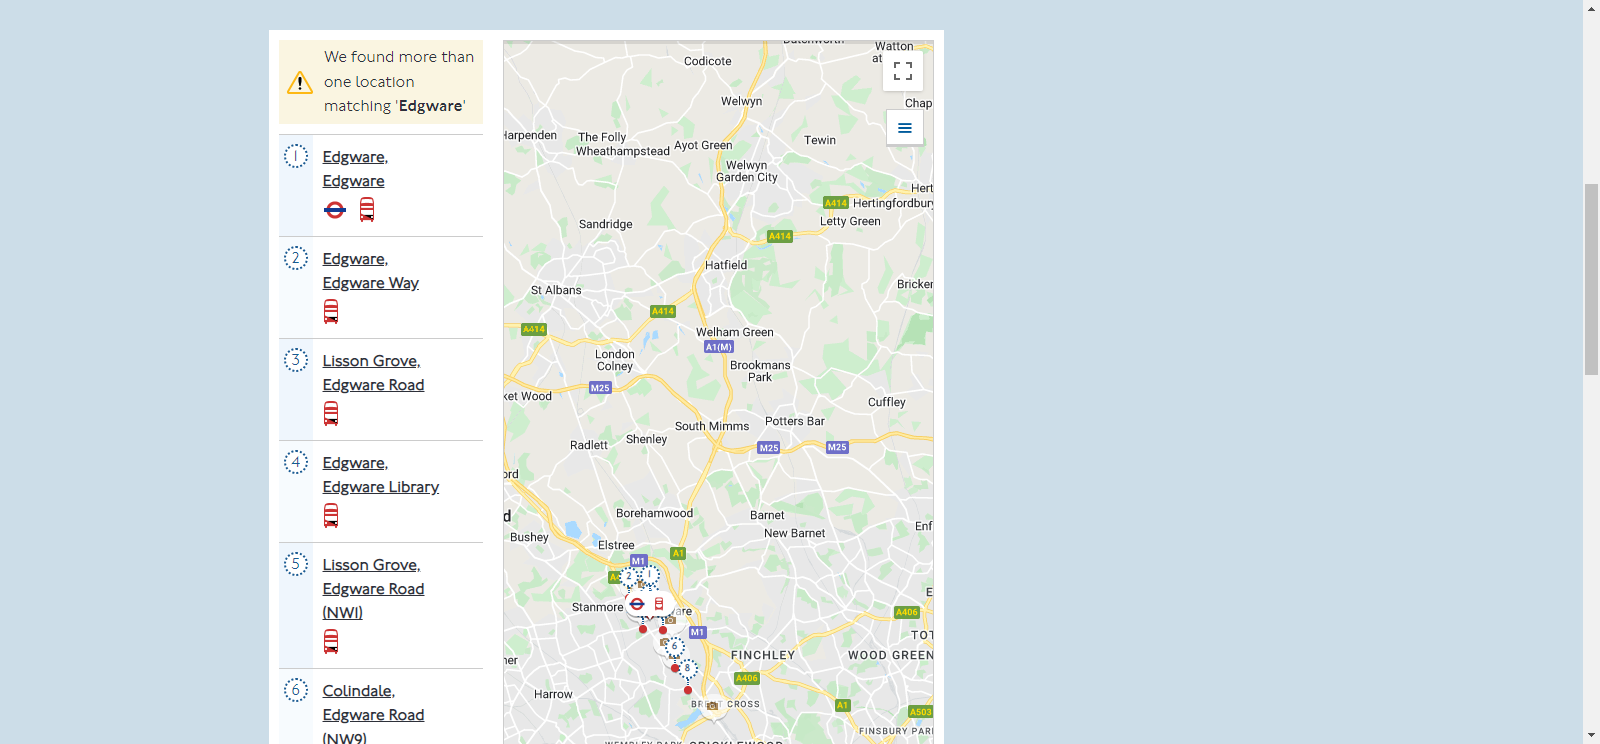 We found more than
one location
matching 'Edgware'
1
Edgware,
Edgware
2
Edgware,
Edgware Way
3
Lisson Grove,
Edgware Road
4
Edgware,
Edgware Library
5
Lisson Grove,
Edgware Road
(NW1)
6
Colindale,
Edgware Road
(NW9)
Watton
at
Codicote
Welwyn
Chap
Harpenden
The Folly
Wheathampstead
Ayot Green
Tewin
Welwyn
Garden City
Hert
A414
Hertingfordbury
Letty Green
Sandridge
A414
Hatfield
St Albans
Bricken
A414
A414
Welham Green
A1(M)
London
Colney
Brookmans
Park
M25
ket Wood
Cuffley
South Mimms
Potters Bar
Radlett
Shenley
M25
M25
ord
d
Borehamwood
Barnet
Enf
Bushey
New Barnet
Elstree
A1
M1
2
1
Stanmore
ware
E
A406
M1
TOT
6
FINCHLEY
WOOD GREEN
ner
8
A406
Harrow
BRENT CROSS
A1
A503
FINSBURY PARK
WEMBLEY PARK
CRICKLEWOOD